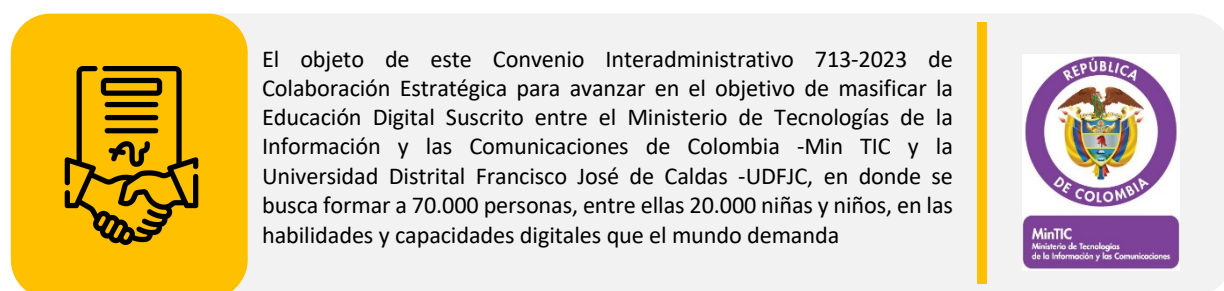 El objeto de este Convenio Interadministrativo 713-2023 de
Colaboración Estratégica para avanzar en el objetivo de masificar la
Educación Digital Suscrito entre el Ministerio de Tecnologías de la
Información y las Comunicaciones de Colombia -Min TIC y la
Universidad Distrital Francisco José de Caldas -UDFJC, en donde se
busca formar a 70.000 personas, entre ellas 20.000 niñas y niños, en las
habilidades y capacidades digitales que el mundo demanda
REPÚBLICA
DE COLOMBIA
MinTIC
Ministerio de Tecnologías
de la Información y las Comunicaciones